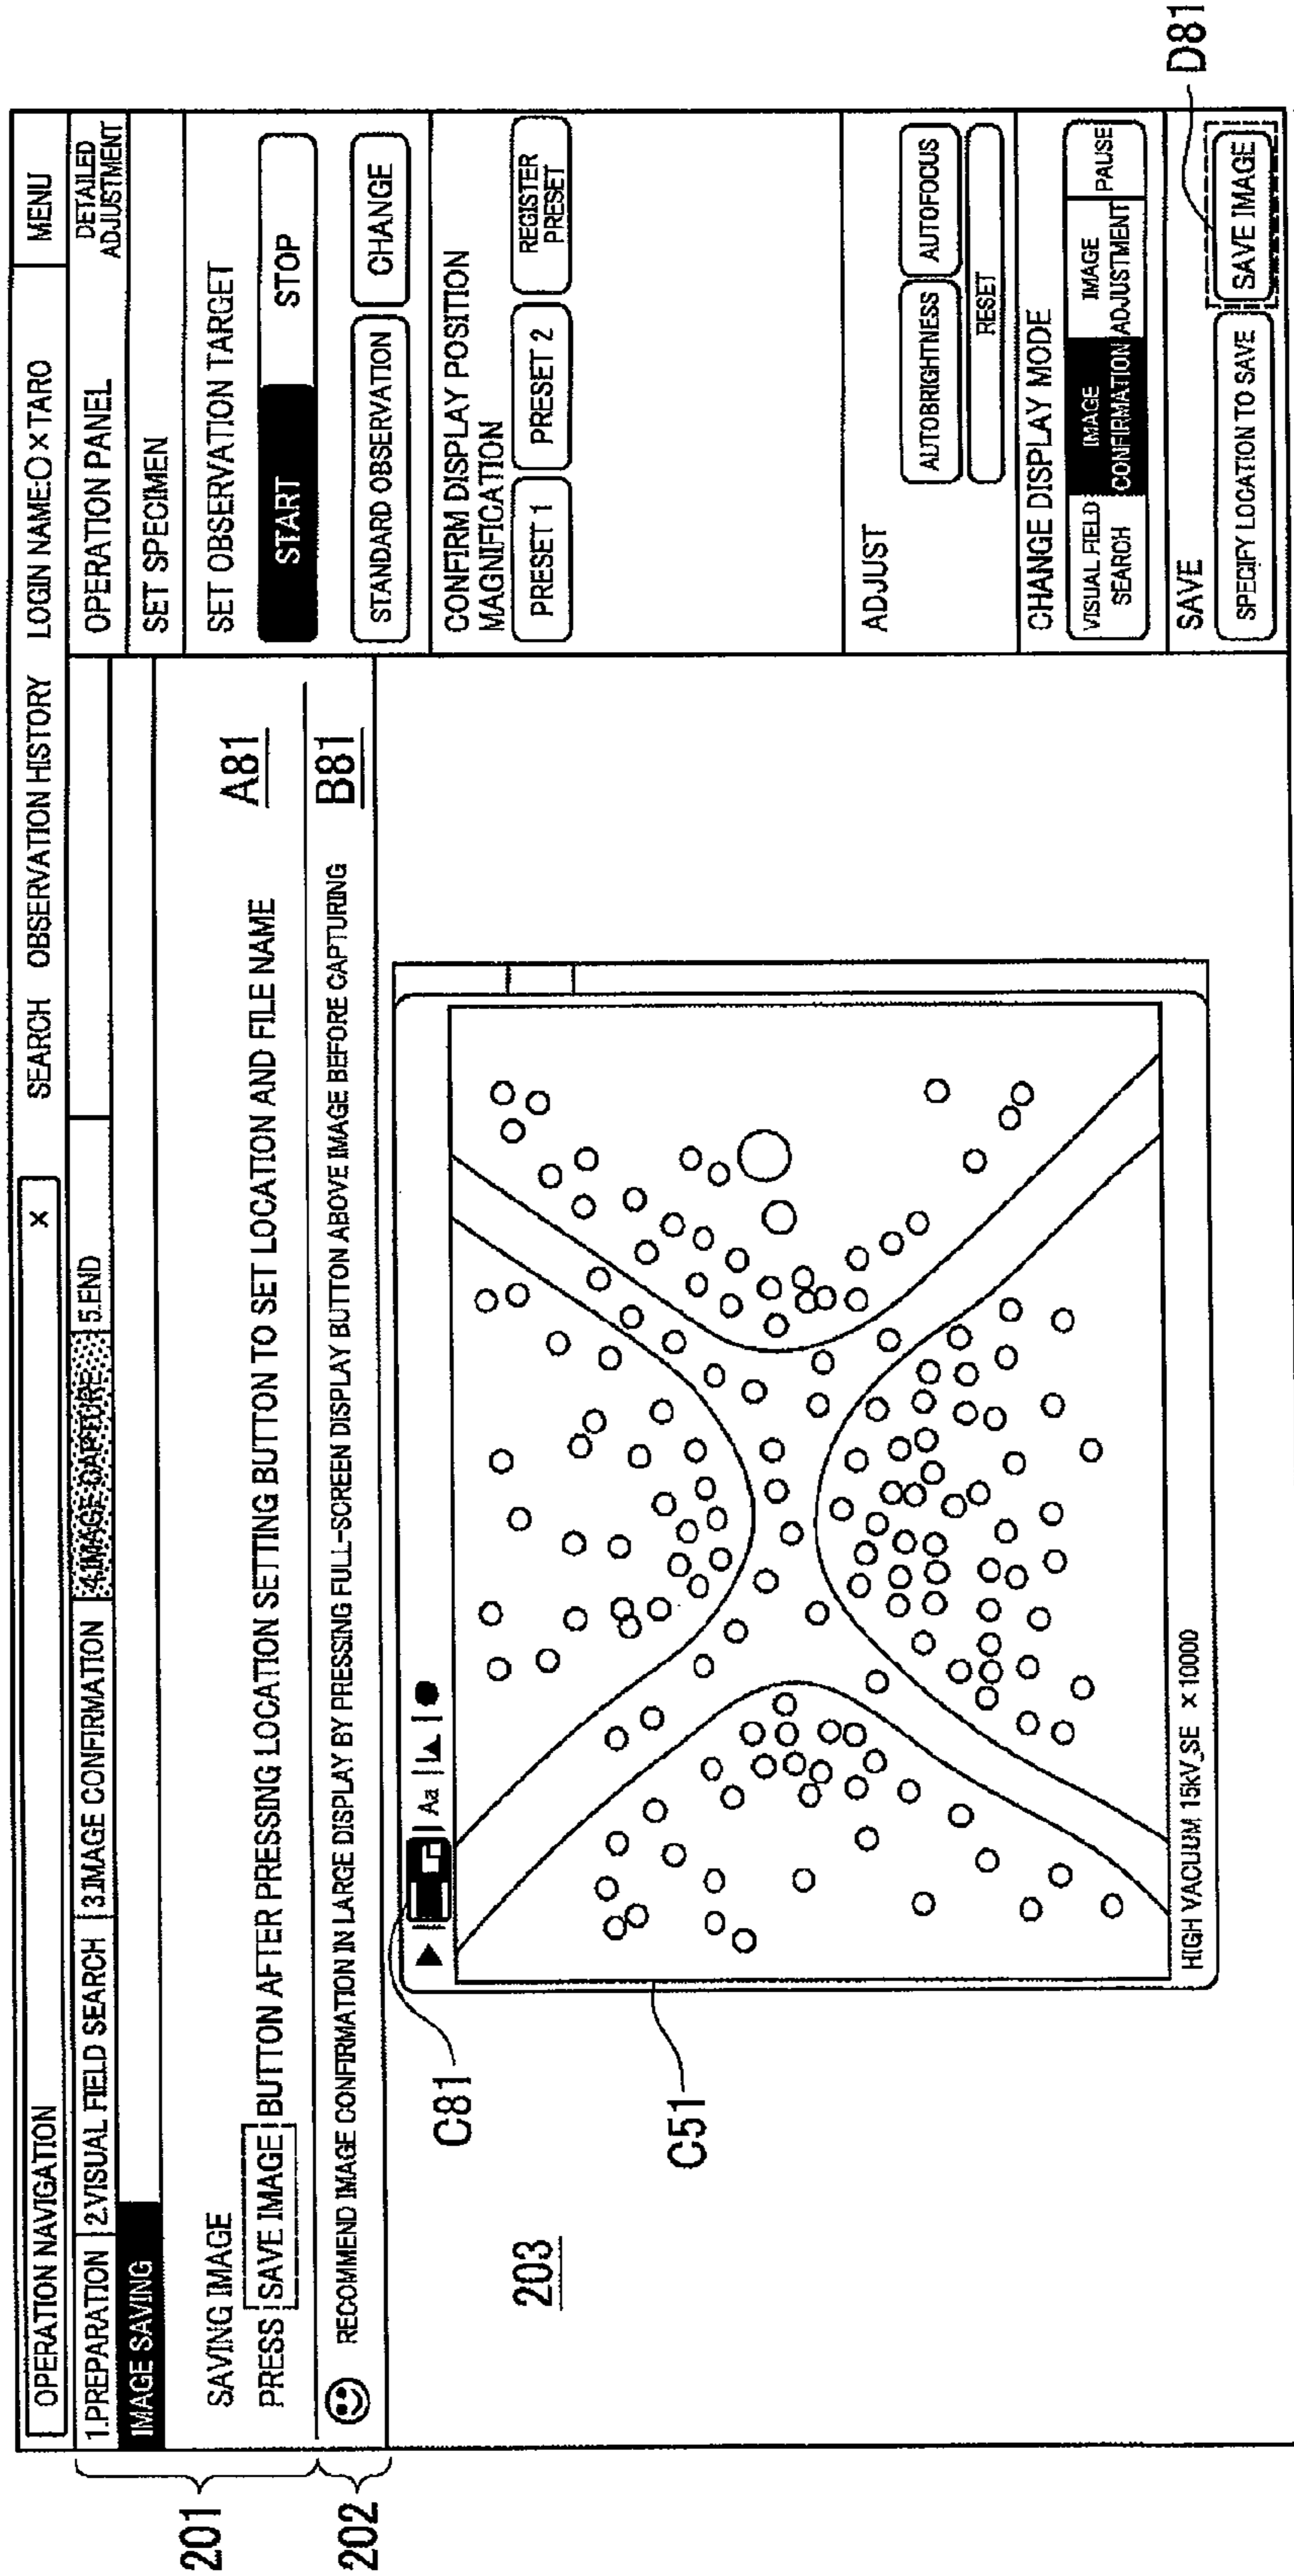 OPERATION NAVIGATION ×
SEARCH OBSERVATION HISTORY LOGIN NAME:O×TARO MENU
1.PREPARATION 2.VISUAL FIELD SEARCH 3.IMAGE CONFIRMATION 4.IMAGE CAPTURE 5.END
IMAGE SAVING
SAVING IMAGE
PRESS SAVE IMAGE BUTTON AFTER PRESSING LOCATION SETTING BUTTON TO SET LOCATION AND FILE NAME
A81
RECOMMEND IMAGE CONFIRMATION IN LARGE DISPLAY BY PRESSING FULL-SCREEN DISPLAY BUTTON ABOVE IMAGE BEFORE CAPTURING
B81
201
202
203
C81
C51
Aa
HIGH VACUUM 15kV_SE ×10000
OPERATION PANEL
DETAILED
ADJUSTMENT
SET SPECIMEN
SET OBSERVATION TARGET
START STOP
STANDARD OBSERVATION CHANGE
CONFIRM DISPLAY POSITION
MAGNIFICATION
PRESET 1 PRESET 2
REGISTER
PRESET
ADJUST
AUTOBRIGHTNESS AUTOFOCUS
RESET
CHANGE DISPLAY MODE
VISUAL FIELD
SEARCH
IMAGE
CONFIRMATION
IMAGE
ADJUSTMENT
PAUSE
SAVE
SPECIFY LOCATION TO SAVE SAVE IMAGE
D81